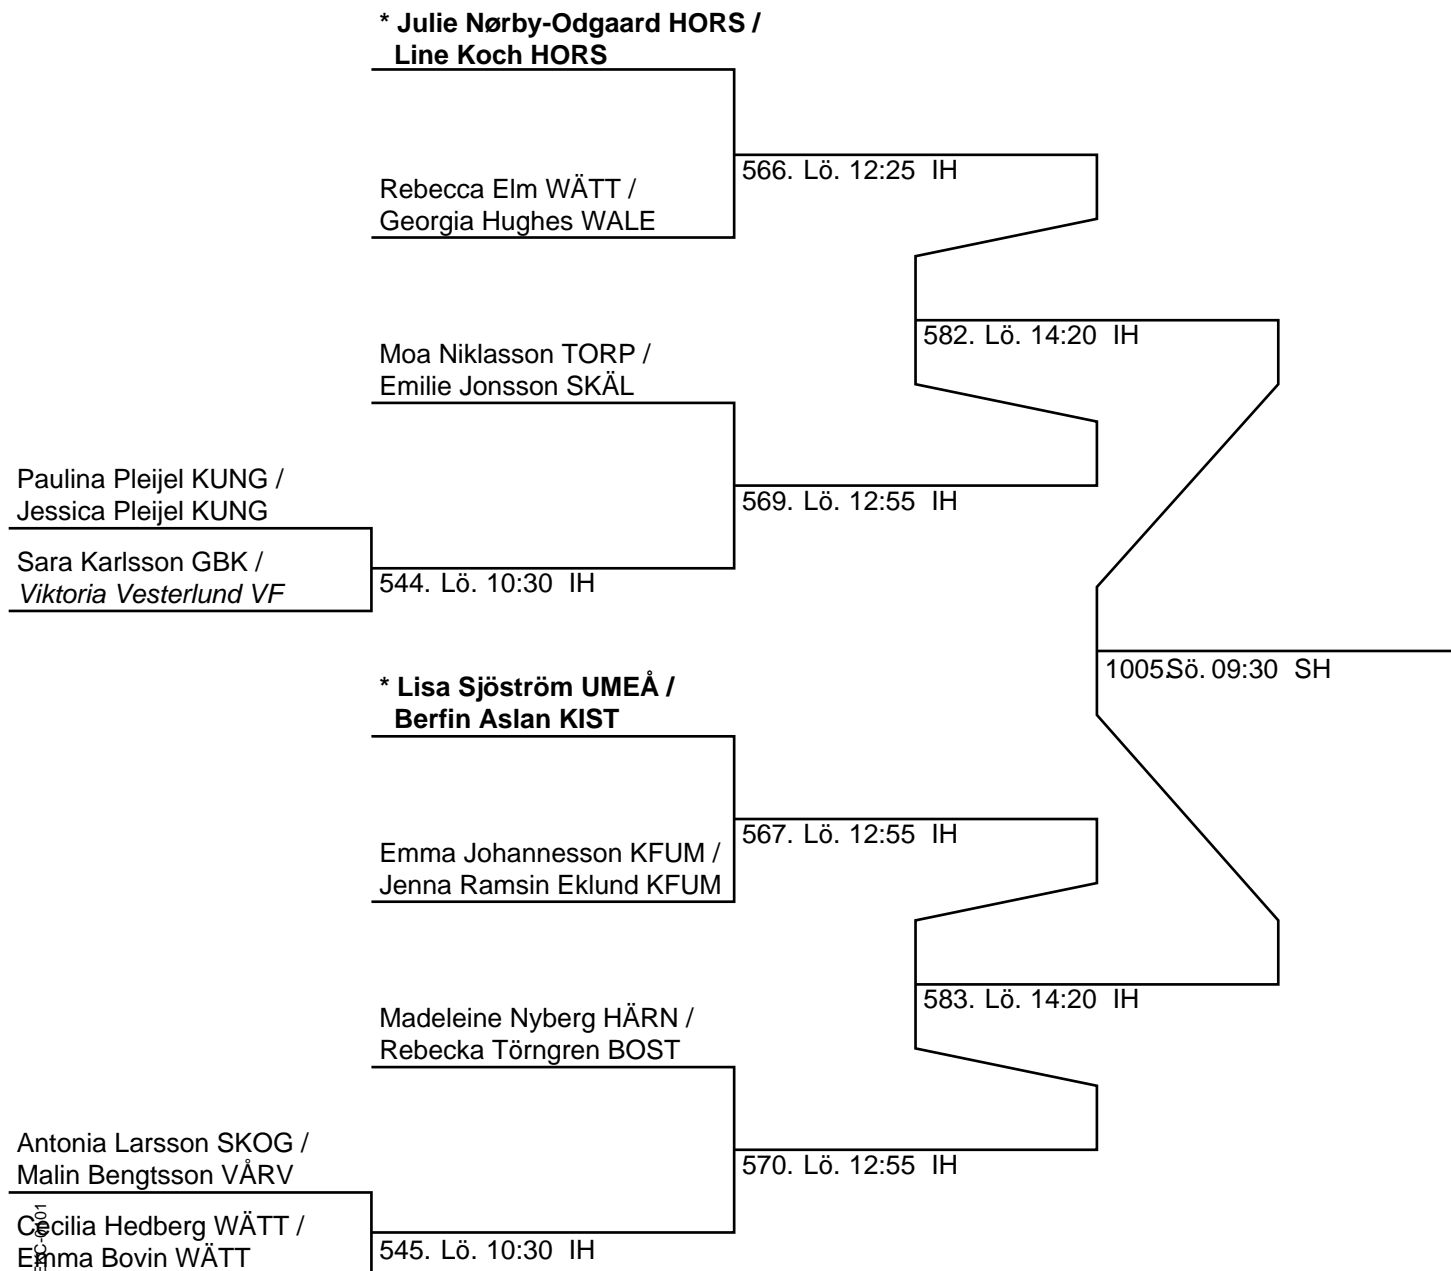 * Julie Nørby-Odgaard HORS /
Line Koch HORS
566. Lö. 12:25 IH
Rebecca Elm WÄTT /
Georgia Hughes WALE
582. Lö. 14:20 IH
Moa Niklasson TORP /
Emilie Jonsson SKÄL
Paulina Pleijel KUNG /
Jessica Pleijel KUNG
569. Lö. 12:55 IH
Sara Karlsson GBK /
Viktoria Vesterlund VF
544. Lö. 10:30 IH
1005. Sö. 09:30 SH
* Lisa Sjöström UMEÅ /
Berfin Aslan KIST
567. Lö. 12:55 IH
Emma Johannesson KFUM /
Jenna Ramsin Eklund KFUM
583. Lö. 14:20 IH
Madeleine Nyberg HÄRN /
Rebecka Törngren BOST
Antonia Larsson SKOG /
Malin Bengtsson VÅRV
570. Lö. 12:55 IH
Cecilia Hedberg WÄTT /
Emma Bovin WÄTT
545. Lö. 10:30 IH